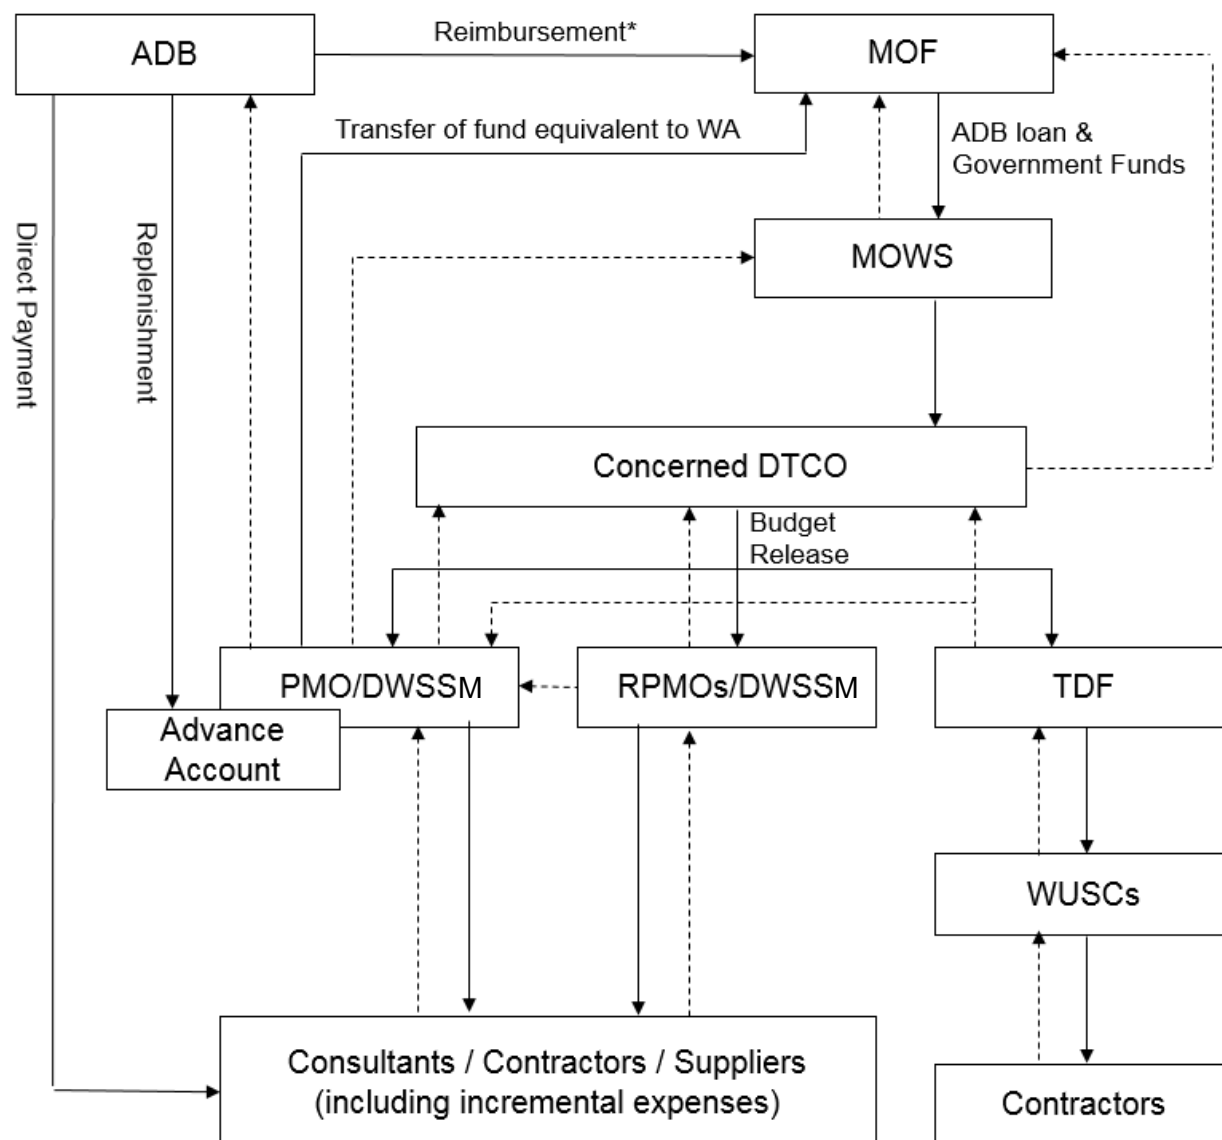 ADB
Reimbursement*
MOF
Transfer of fund equivalent to WA
ADB loan &
Government Funds
Direct Payment
Replenishment
MOWS
Concerned DTCO
Budget
Release
PMO/DWSSM
RPMOs/DWSSM
TDF
Advance
Account
WUSCs
Consultants / Contractors / Suppliers
(including incremental expenses)
Contractors